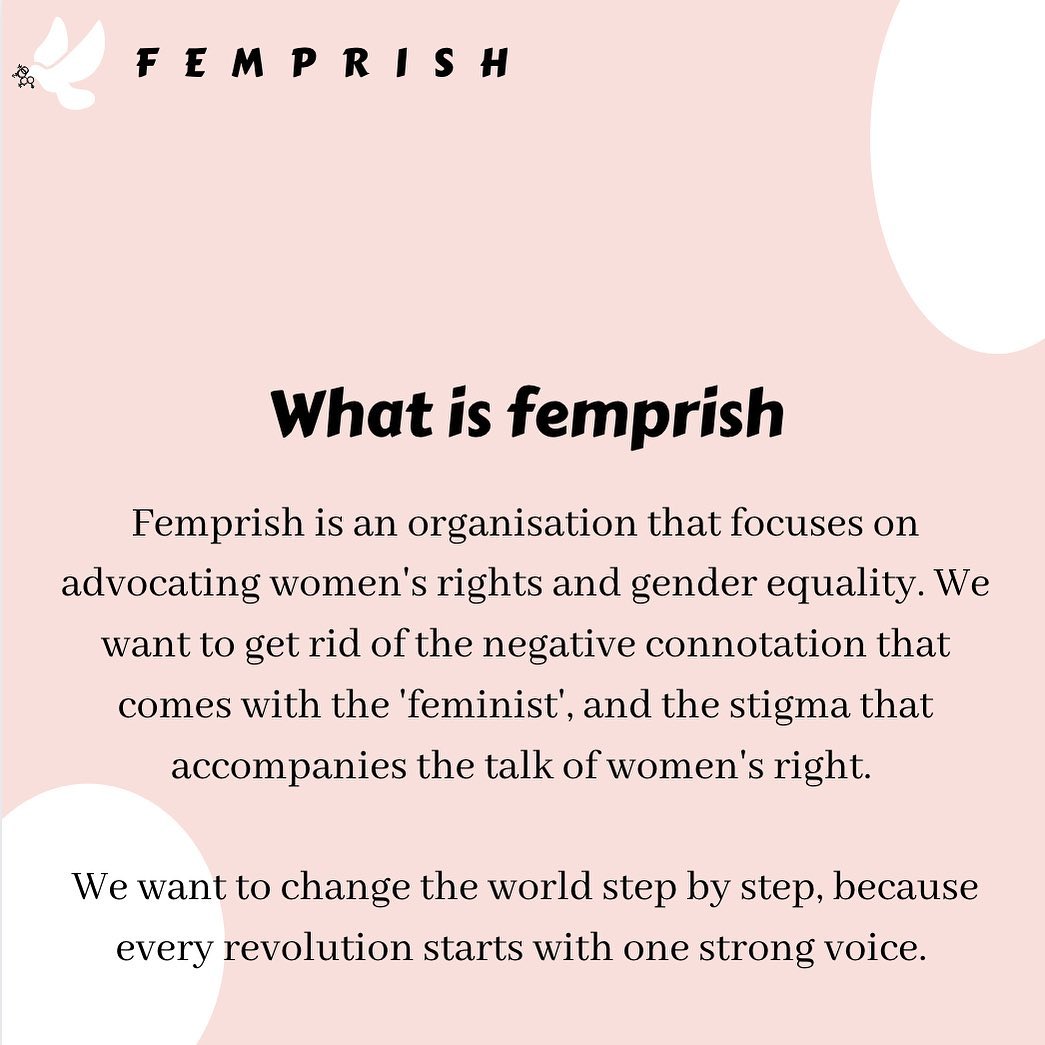 FEMPRISH
What is femprish
Femprish is an organisation that focuses on
advocating women's rights and gender equality. We
want to get rid of the negative connotation that
comes with the 'feminist', and the stigma that
accompanies the talk of women's right.
We want to change the world step by step, because
every revolution starts with one strong voice.